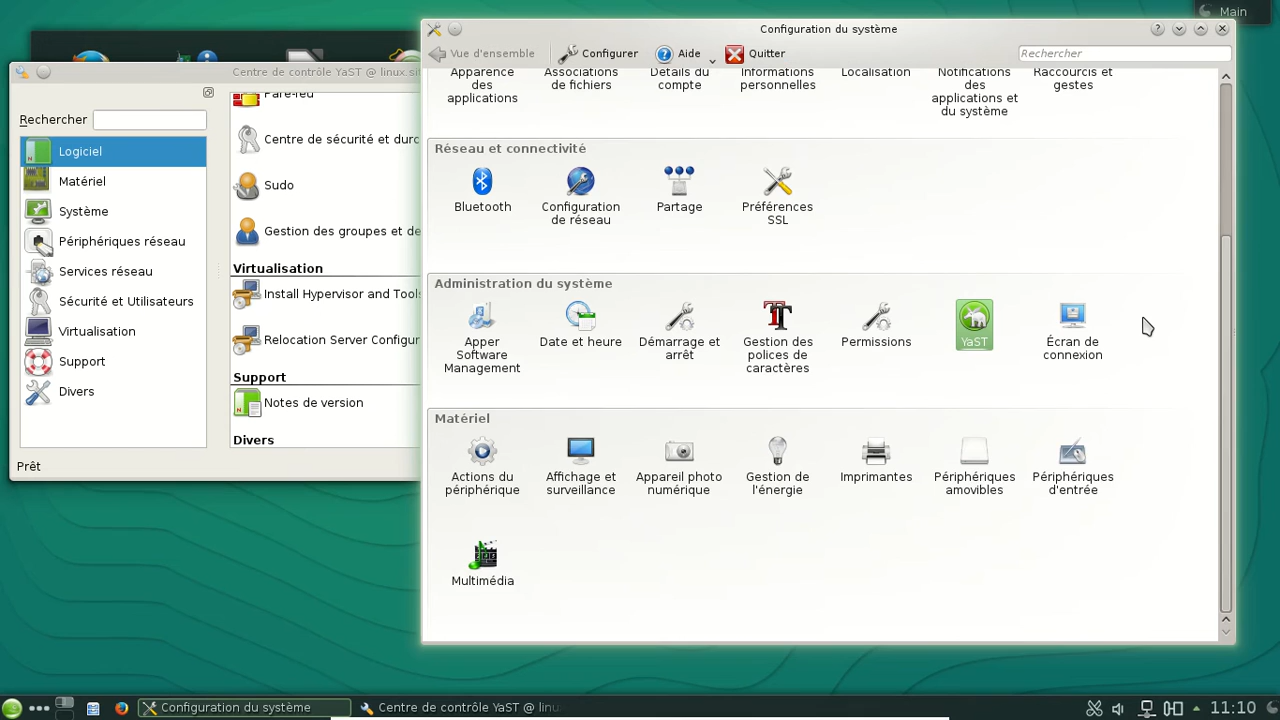 Main
Configuration du système
Vue d'ensemble
Configurer
Aide
Quitter
Rechercher
Apparence des applications
Associations de fichiers
Détails du compte
Informations personnelles
Localisation
Notifications des applications et du système
Raccourcis et gestes
Réseau et connectivité
Bluetooth
Configuration de réseau
Partage
Préférences SSL
Administration du système
Apper Software Management
Date et heure
Démarrage et arrêt
Gestion des polices de caractères
Permissions
YaST
Écran de connexion
Matériel
Actions du périphérique
Affichage et surveillance
Appareil photo numérique
Gestion de l'énergie
Imprimantes
Périphériques amovibles
Périphériques d'entrée
Multimédia
Centre de contrôle YaST @ linux.si
Rechercher
Logiciel
Matériel
Système
Périphériques réseau
Services réseau
Sécurité et Utilisateurs
Virtualisation
Support
Divers
Prêt
Pare-feu
Centre de sécurité et durc
Sudo
Gestion des groupes et de
Virtualisation
Install Hypervisor and Tools
Relocation Server Configur
Support
Notes de version
Divers
Configuration du système
Centre de contrôle YaST @ linu
11:10